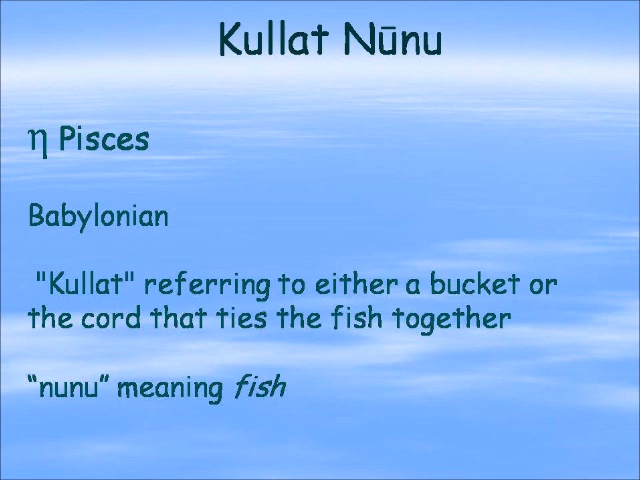 Kullat Nūnu
η Pisces
Babylonian
"Kullat" referring to either a bucket or
the cord that ties the fish together
“nunu” meaning fish